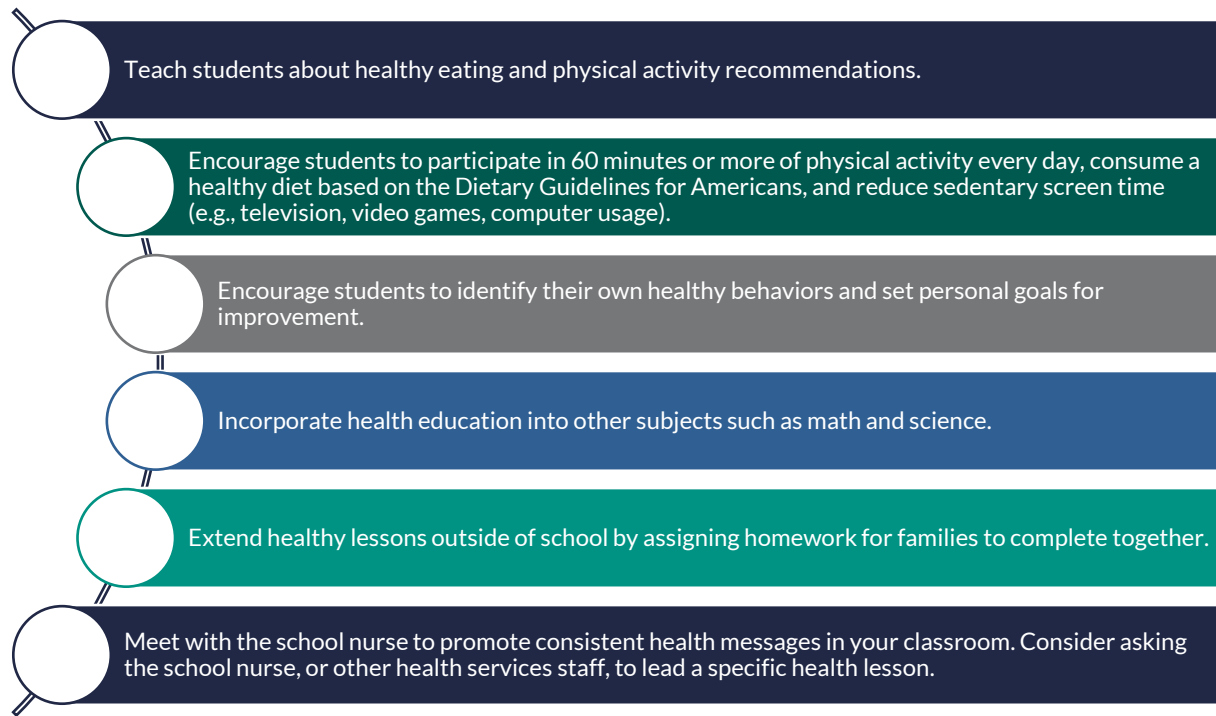 Teach students about healthy eating and physical activity recommendations.
Encourage students to participate in 60 minutes or more of physical activity every day, consume a
healthy diet based on the Dietary Guidelines for Americans, and reduce sedentary screen time
(e.g., television, video games, computer usage).
Encourage students to identify their own healthy behaviors and set personal goals for
improvement.
Incorporate health education into other subjects such as math and science.
Extend healthy lessons outside of school by assigning homework for families to complete together.
Meet with the school nurse to promote consistent health messages in your classroom. Consider asking
the school nurse, or other health services staff, to lead a specific health lesson.